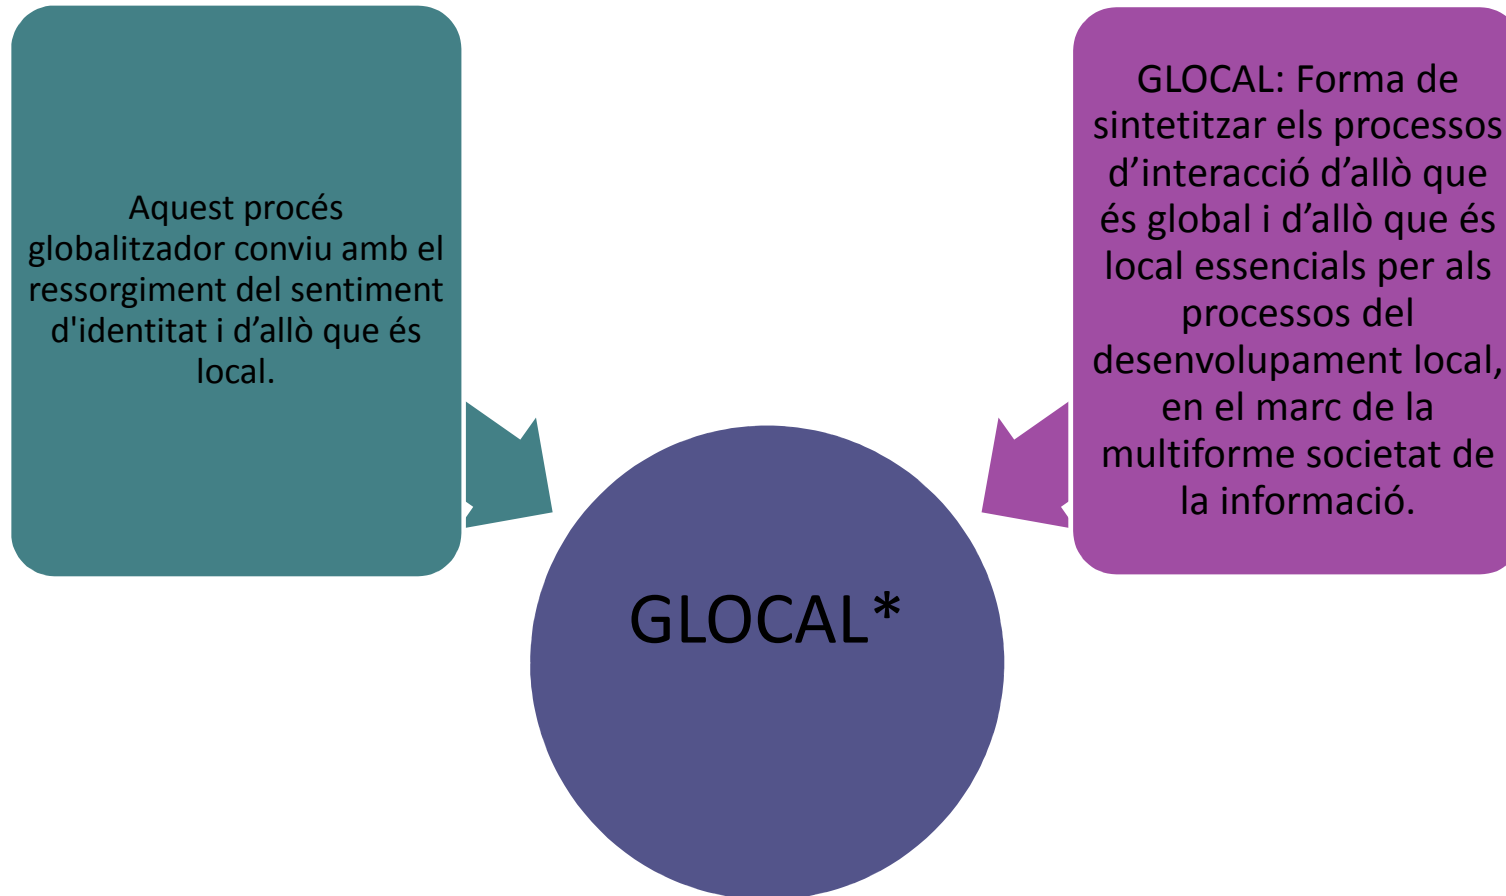 Aquest procés
globalitzador conviu amb el
ressorgiment del sentiment
d'identitat i d’allò que és
local.
GLOCAL: Forma de
sintetitzar els processos
d’interacció d’allò que
és global i d’allò que és
local essencials per als
processos del
desenvolupament local,
en el marc de la
multiforme societat de
la informació.
GLOCAL*